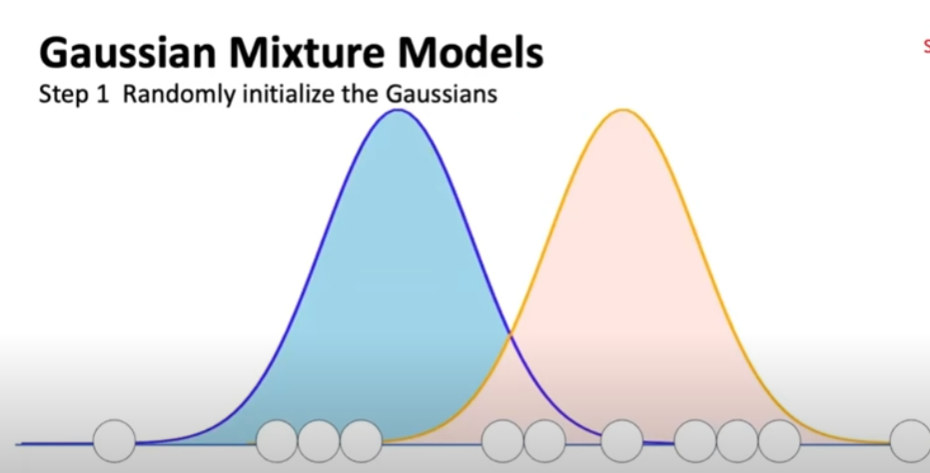 Gaussian Mixture Models
Step 1 Randomly initialize the Gaussians